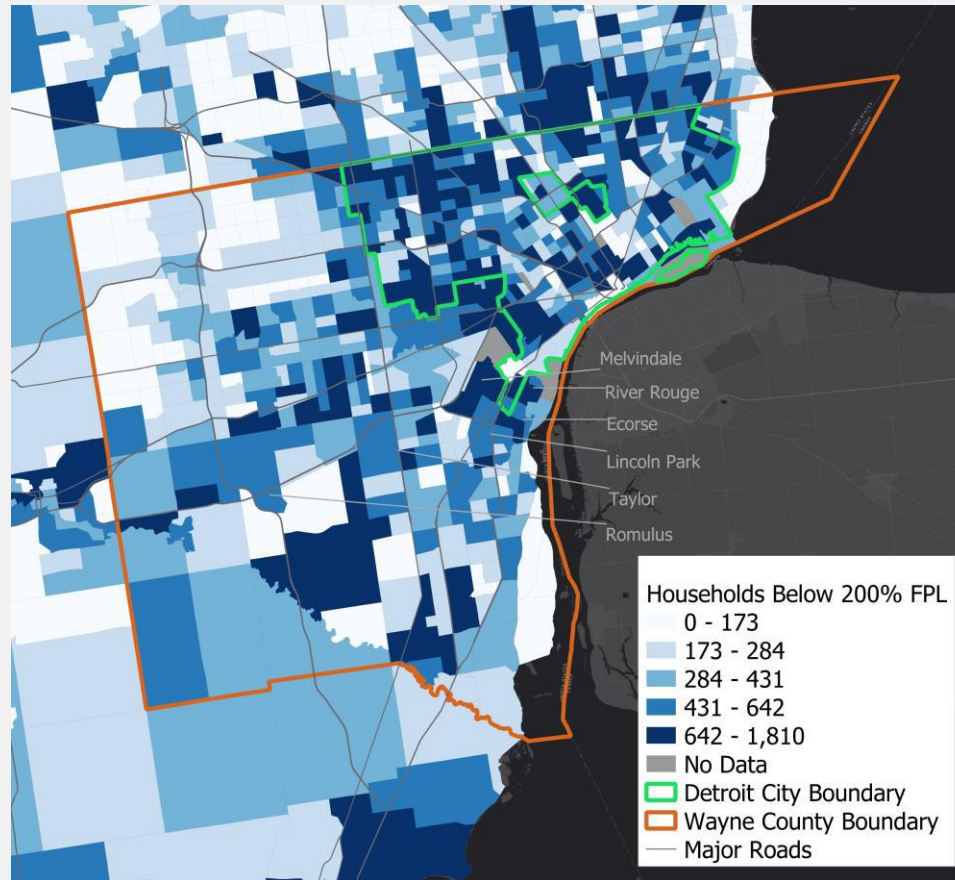 Melvindale
River Rouge
Ecorse
Lincoln Park
Taylor
Romulus
Households Below 200% FPL
0 - 173
173 - 284
284 - 431
431 - 642
642 - 1,810
No Data
Detroit City Boundary
Wayne County Boundary
Major Roads